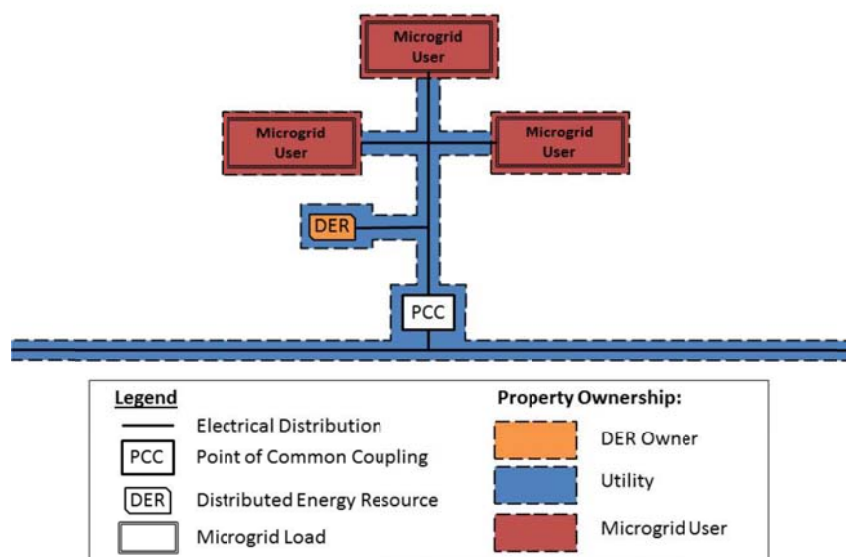 Microgrid
User
Microgrid
User
Microgrid
User
DER
PCC
Legend
Electrical Distribution
PCC Point of Common Coupling
DER Distributed Energy Resource
Microgrid Load
Property Ownership:
DER Owner
Utility
Microgrid User